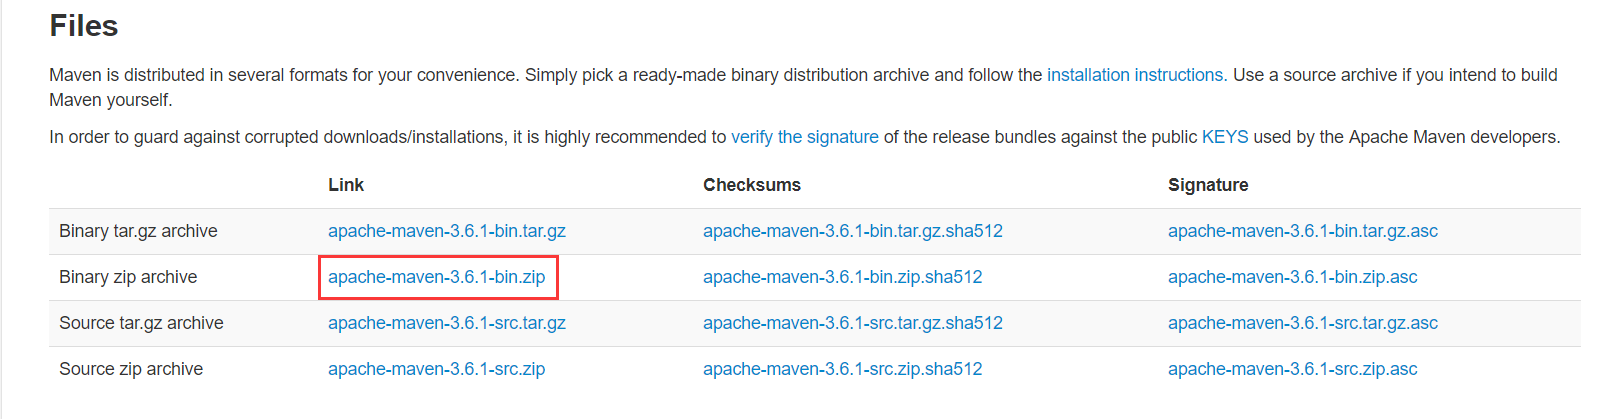 Files
Maven is distributed in several formats for your convenience. Simply pick a ready-made binary distribution archive and follow the installation instructions. Use a source archive if you intend to build
Maven yourself.
In order to guard against corrupted downloads/installations, it is highly recommended to verify the signature of the release bundles against the public KEYS used by the Apache Maven developers.
Link Checksums Signature
Binary tar.gz archive apache-maven-3.6.1-bin.tar.gz apache-maven-3.6.1-bin.tar.gz.sha512 apache-maven-3.6.1-bin.tar.gz.asc
Binary zip archive apache-maven-3.6.1-bin.zip apache-maven-3.6.1-bin.zip.sha512 apache-maven-3.6.1-bin.zip.asc
Source tar.gz archive apache-maven-3.6.1-src.tar.gz apache-maven-3.6.1-src.tar.gz.sha512 apache-maven-3.6.1-src.tar.gz.asc
Source zip archive apache-maven-3.6.1-src.zip apache-maven-3.6.1-src.zip.sha512 apache-maven-3.6.1-src.zip.asc